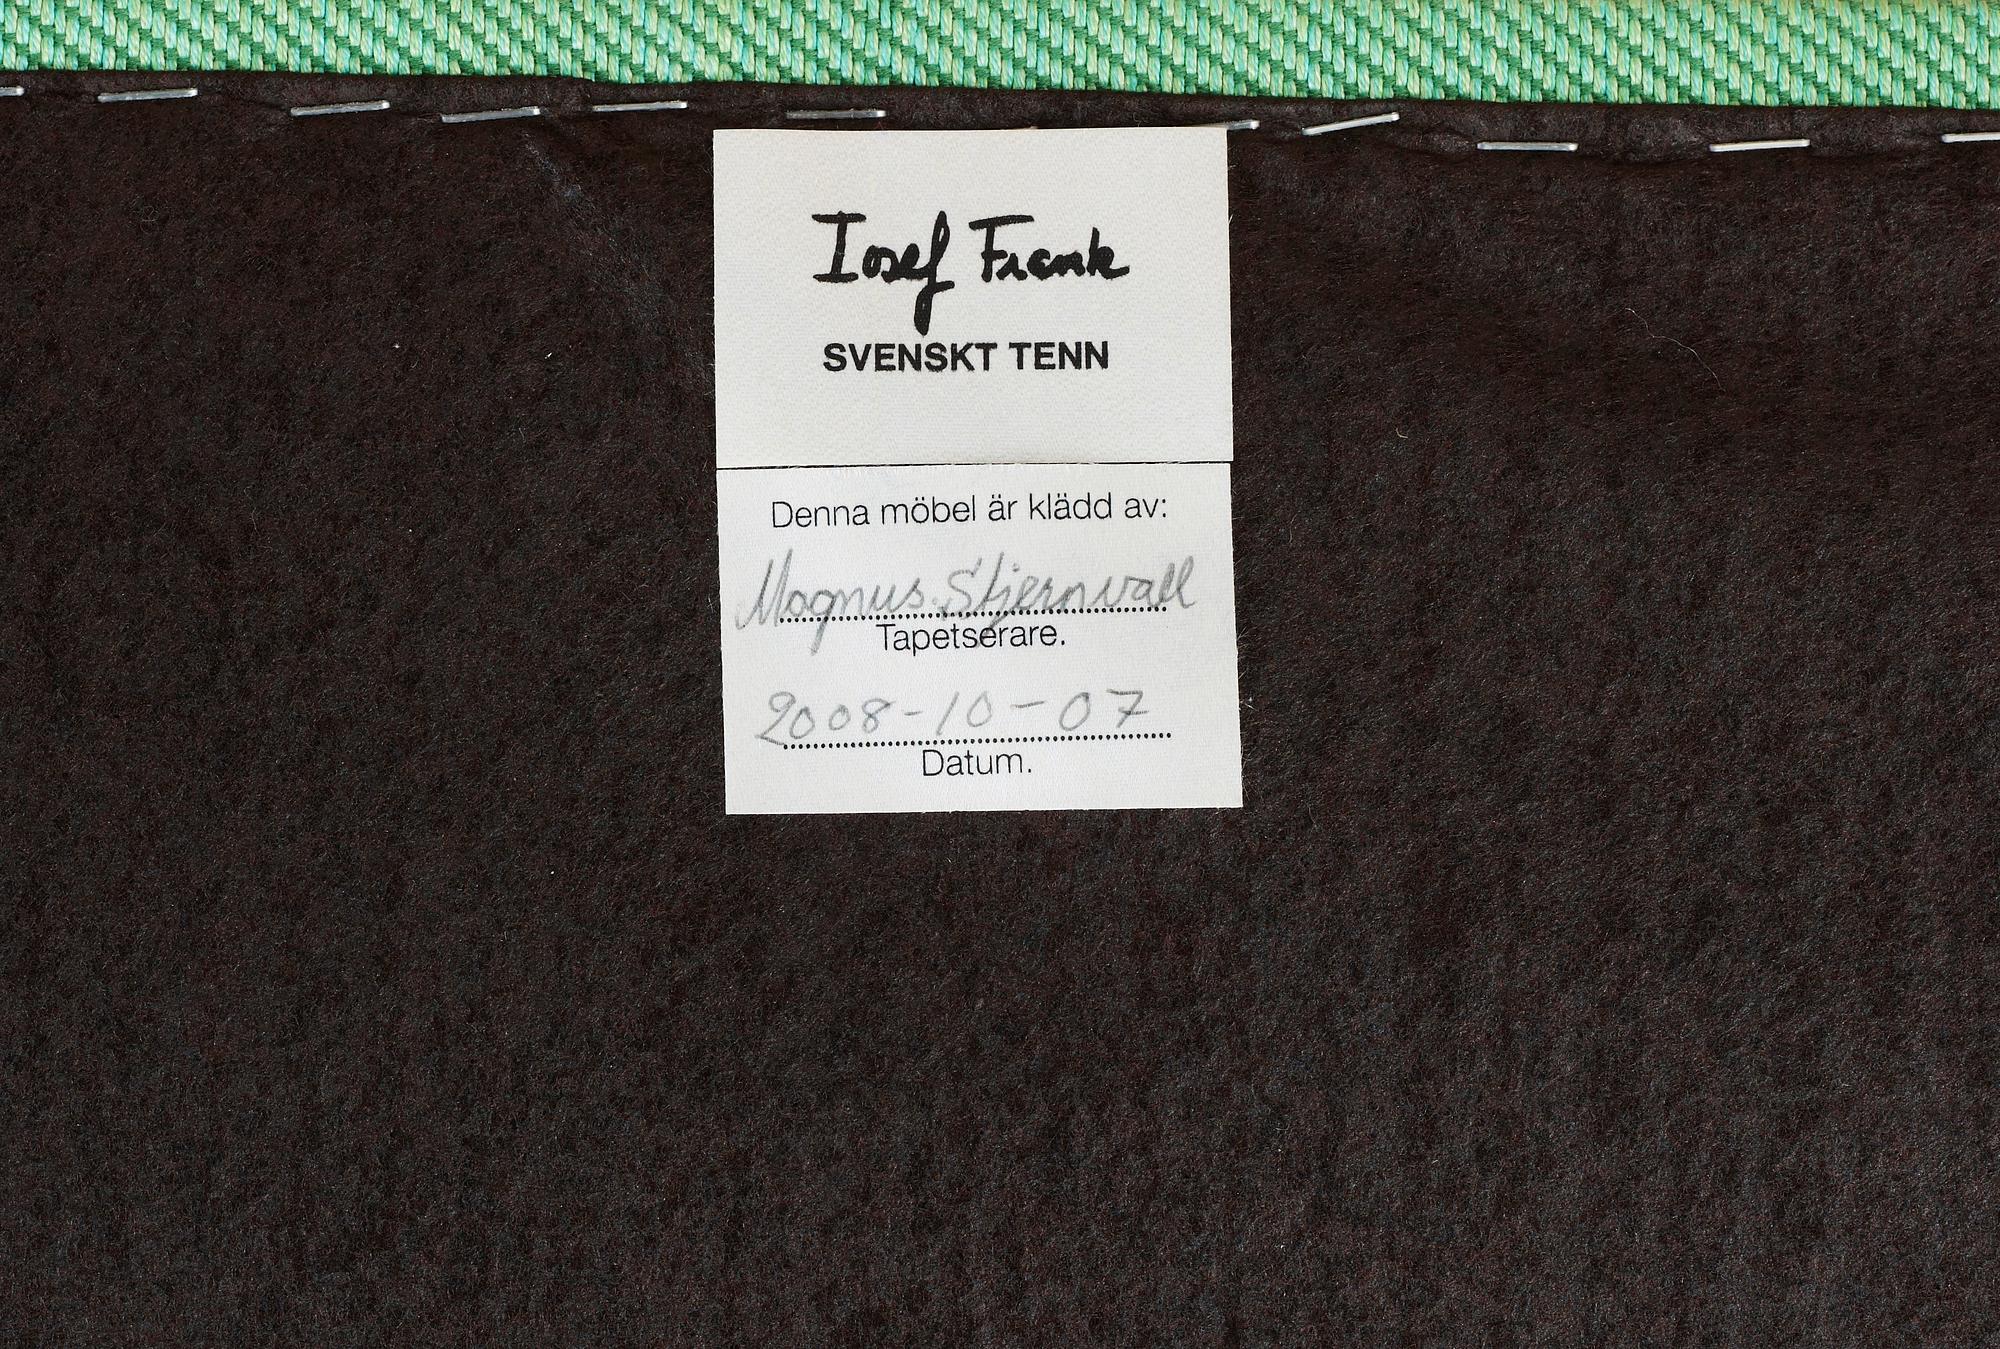 Josef Frank
SVENSKT TENN
Denna möbel är klädd av:
Magnus Stjernvall
Tapetserare.
2008-10-07
Datum.